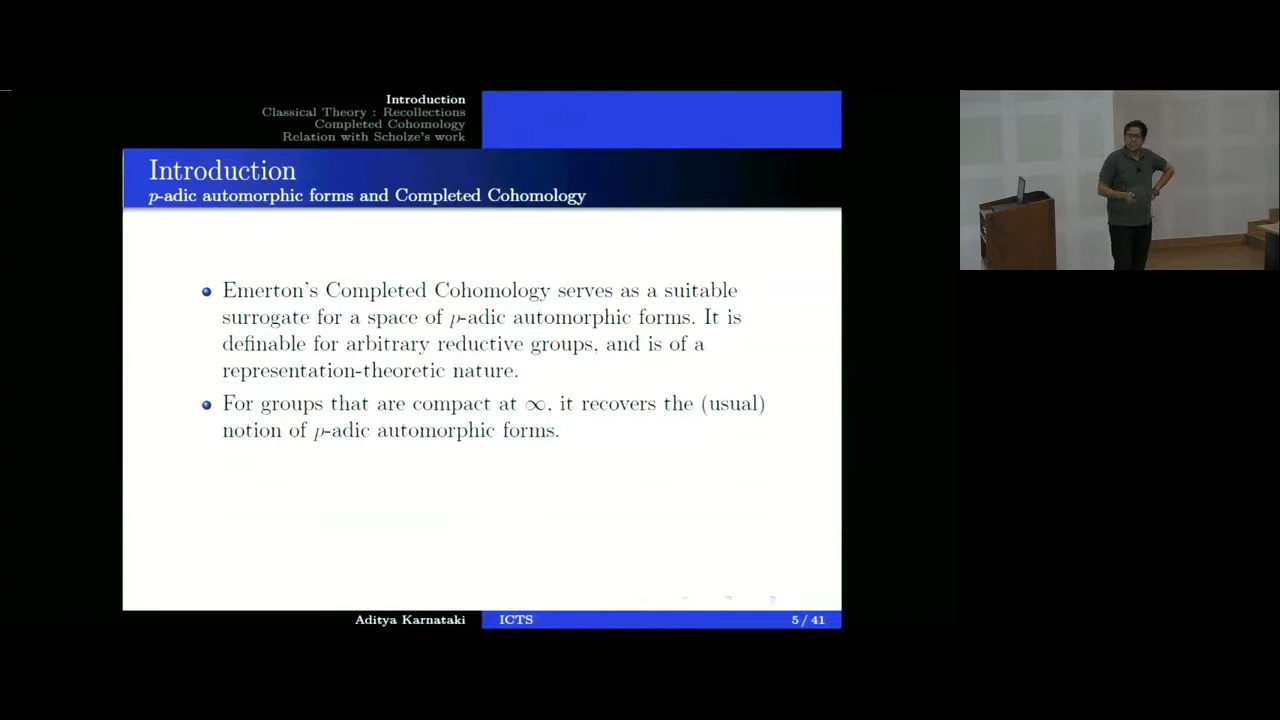 Introduction
Classical Theory : Recollections
Completed Cohomology
Relation with Scholze's work
Introduction
p-adic automorphic forms and Completed Cohomology
Emerton's Completed Cohomology serves as a suitable
surrogate for a space of p-adic automorphic forms. It is
definable for arbitrary reductive groups, and is of a
representation-theoretic nature.
For groups that are compact at ∞, it recovers the (usual)
notion of p-adic automorphic forms.
Aditya Karnataki
ICTS
5 / 41